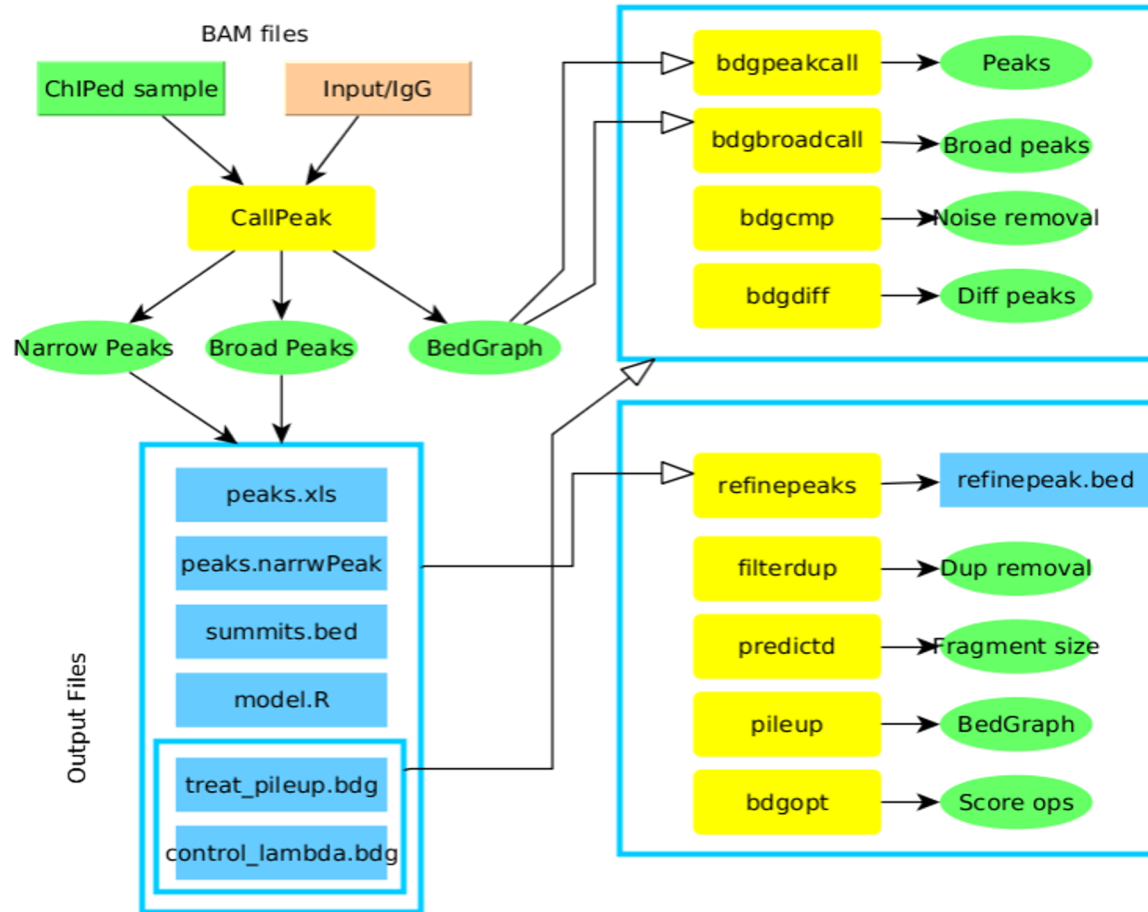 BAM files
ChIPed sample
Input/IgG
CallPeak
Narrow Peaks
Broad Peaks
BedGraph
Output Files
peaks.xls
peaks.narrwPeak
summits.bed
model.R
treat_pileup.bdg
control_lambda.bdg
bdgpeakcall
Peaks
bdgbroadcall
Broad peaks
bdgcmp
Noise removal
bdgdiff
Diff peaks
refinepeaks
refinepeak.bed
filterdup
Dup removal
predictd
Fragment size
pileup
BedGraph
bdgopt
Score ops